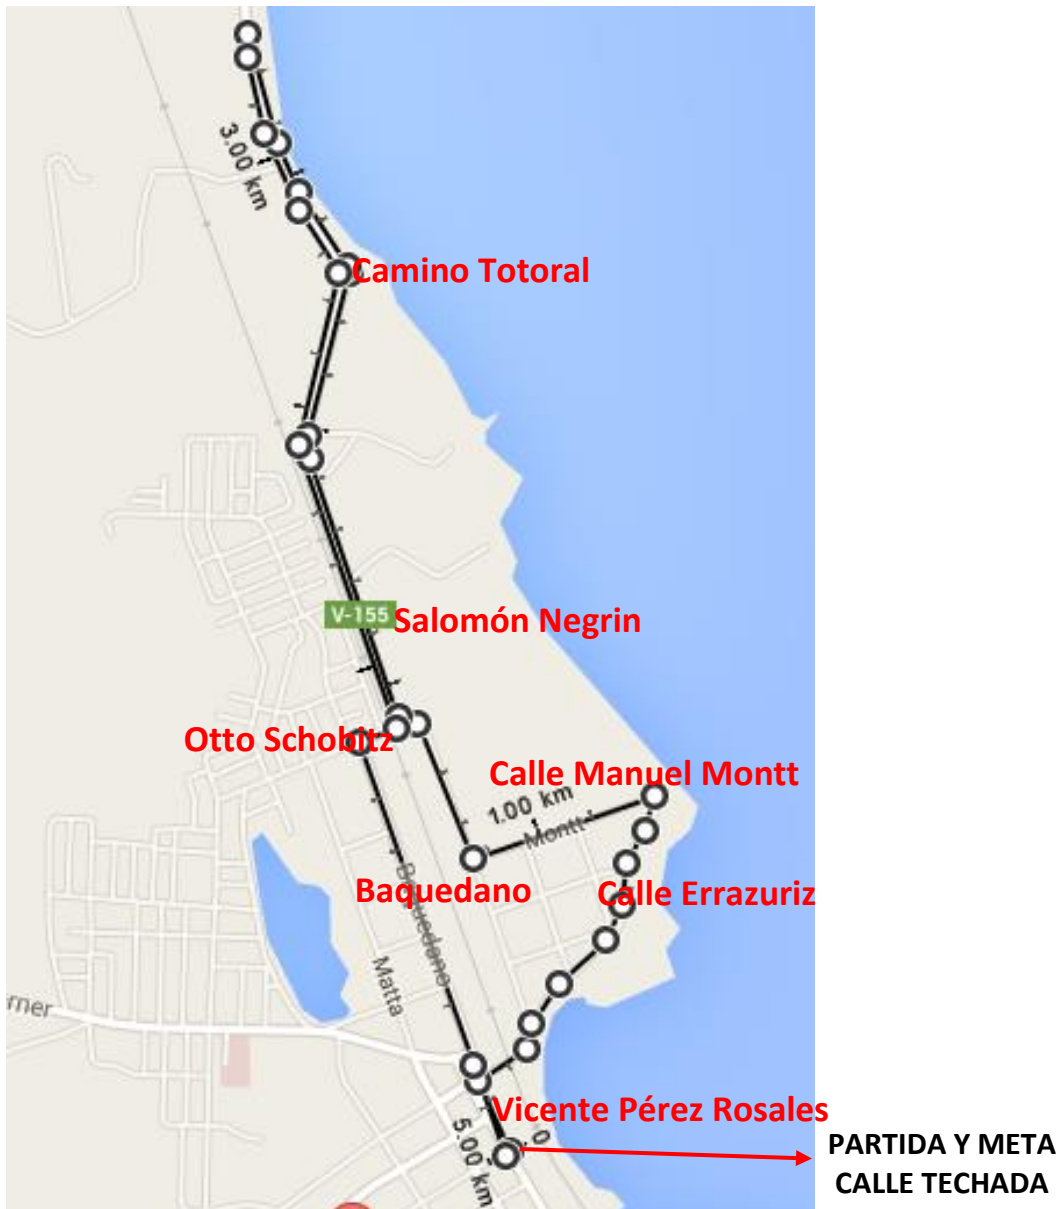 3.00 km
Camino Totoral
V-155
Salomón Negrin
Otto Schobitz
Calle Manuel Montt
1.00 km
Montt
Baquedano
Calle Errazuriz
Baquedano
Matta
rner
Vicente Pérez Rosales
0
5.00 km
PARTIDA Y META
CALLE TECHADA